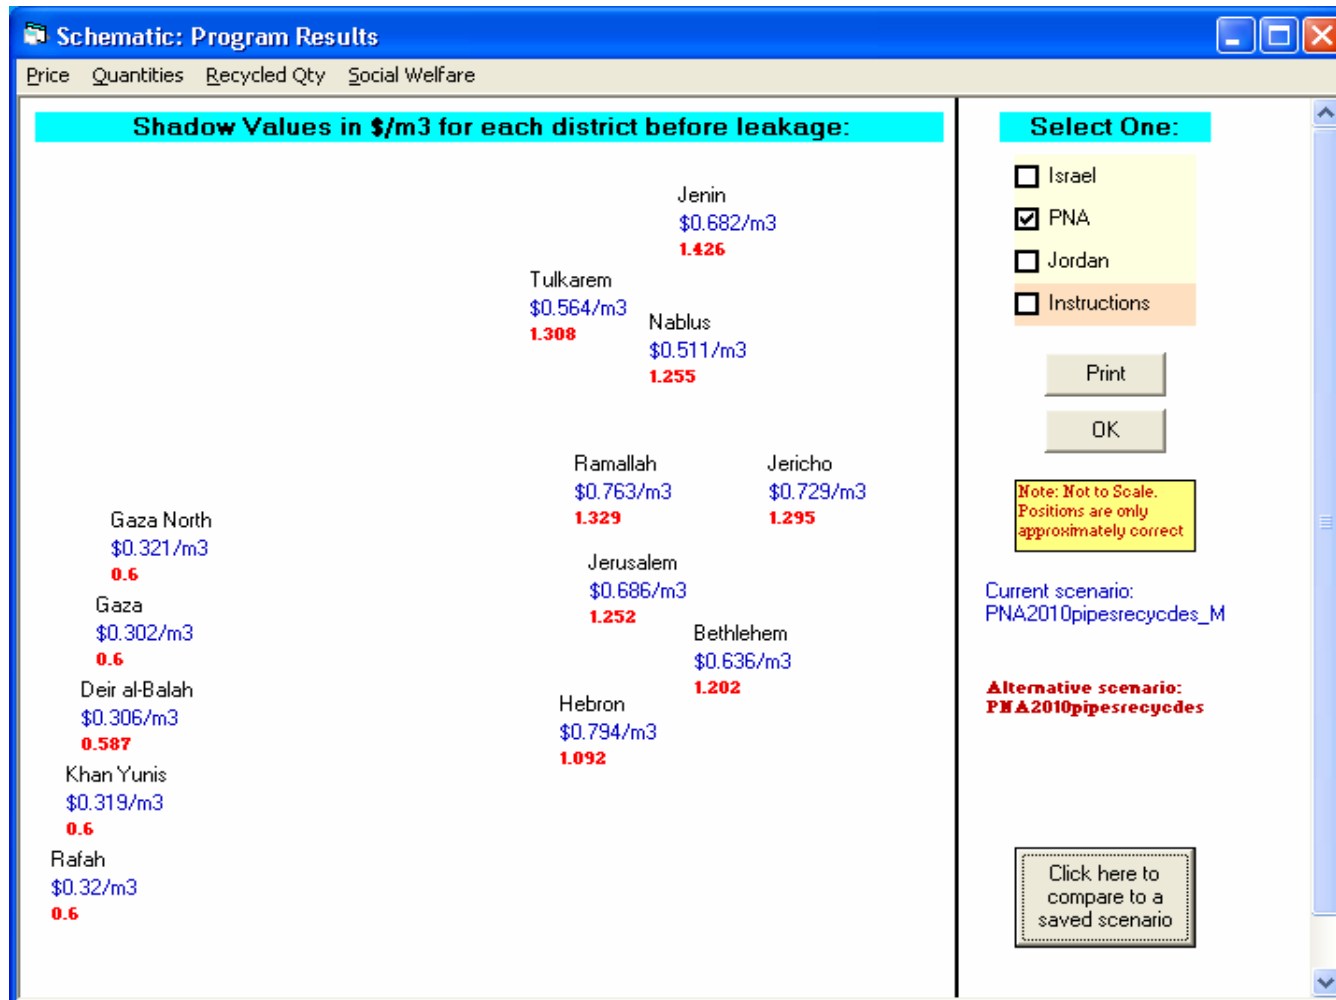 Schematic: Program Results
Price Quantities Recycled Qty Social Welfare
Shadow Values in $/m3 for each district before leakage:
Jenin
$0.682/m3
1.426
Tulkarem
$0.564/m3
1.308
Nablus
$0.511/m3
1.255
Ramallah
$0.763/m3
1.329
Jericho
$0.729/m3
1.295
Gaza North
$0.321/m3
0.6
Jerusalem
$0.686/m3
1.252
Gaza
$0.302/m3
0.6
Bethlehem
$0.636/m3
1.202
Deir al-Balah
$0.306/m3
0.587
Hebron
$0.794/m3
1.092
Khan Yunis
$0.319/m3
0.6
Rafah
$0.32/m3
0.6
Select One:
Israel
PNA
Jordan
Instructions
Print
OK
Note: Not to Scale.
Positions are only
approximately correct
Current scenario:
PNA2010pipesrecycdes_M
Alternative scenario:
PNA2010pipesrecycdes
Click here to
compare to a
saved scenario